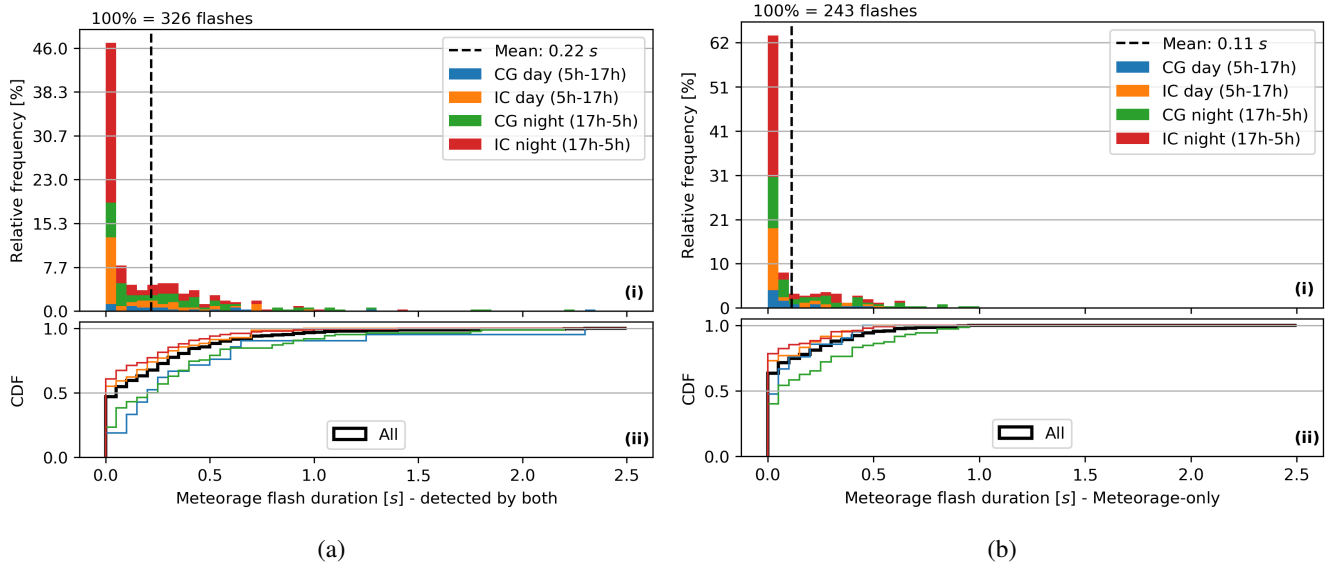 100% = 326 flashes
46.0
38.3
30.7
23.0
15.3
7.7
0.0
Relative frequency [%]
Mean: 0.22 s
CG day (5h-17h)
IC day (5h-17h)
CG night (17h-5h)
IC night (17h-5h)
(i)
1.0
0.5
0.0
CDF
All
(ii)
0.0 0.5 1.0 1.5 2.0 2.5
Meteorage flash duration [s] - detected by both
(a)
100% = 243 flashes
62
51
41
31
21
10
0
Relative frequency [%]
Mean: 0.11 s
CG day (5h-17h)
IC day (5h-17h)
CG night (17h-5h)
IC night (17h-5h)
(i)
1.0
0.5
0.0
CDF
All
(ii)
0.0 0.5 1.0 1.5 2.0 2.5
Meteorage flash duration [s] - Meteorage-only
(b)